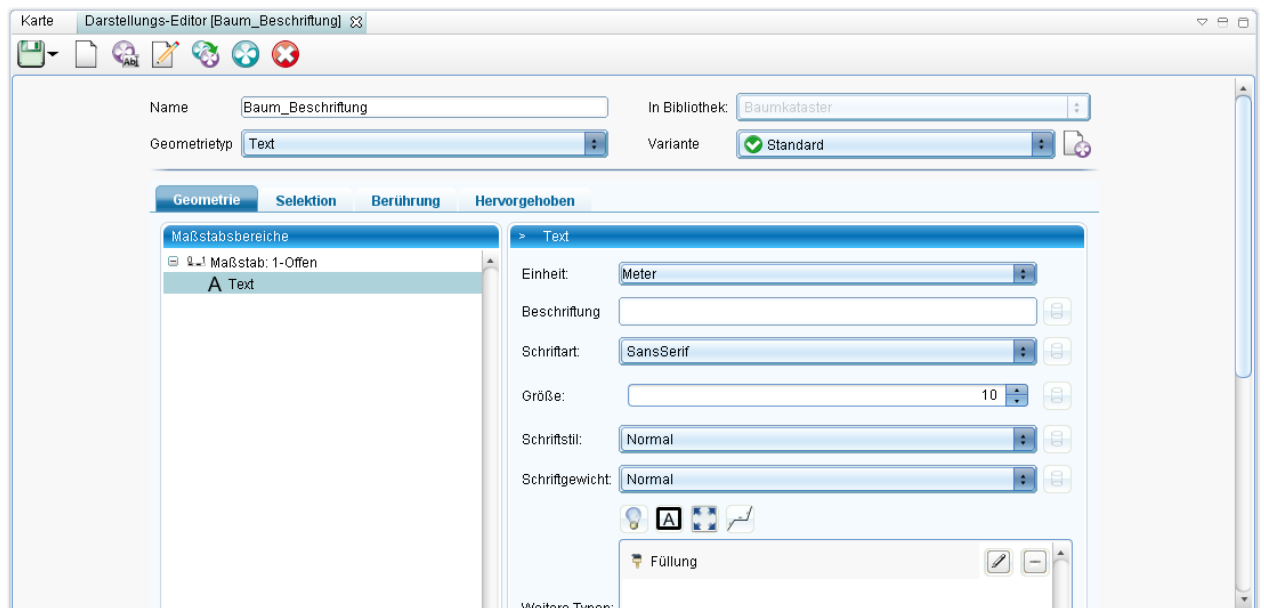 Karte Darstellungs-Editor [Baum_Beschriftung]
Abl
Name Baum_Beschriftung In Bibliothek: Baumkataster
Geometrietyp Text Variante Standard
Geometrie Selektion Berührung Hervorgehoben
Maßstabsbereiche
Maßstab: 1-Offen
A Text
» Text
Einheit: Meter
Beschriftung
Schriftart: SansSerif
Größe: 10
Schriftstil: Normal
Schriftgewicht: Normal
A
Füllung
Weitere Typen: